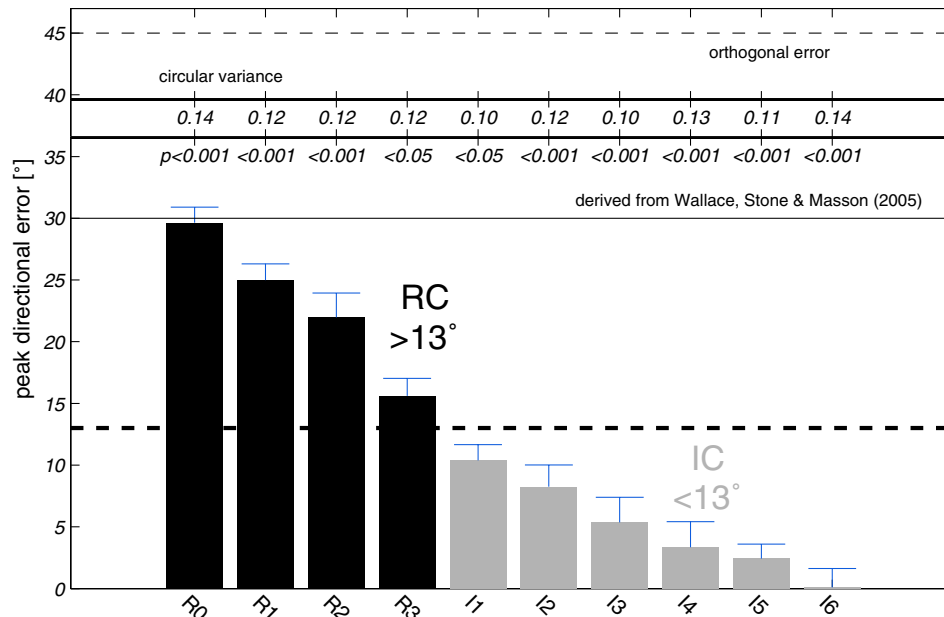 45
orthogonal error
circular variance
40
0.14 0.12 0.12 0.12 0.10 0.12 0.10 0.13 0.11 0.14
35
p<0.001 <0.001 <0.001 <0.05 <0.05 <0.001 <0.001 <0.001 <0.001 <0.001
derived from Wallace, Stone & Masson (2005)
30
25
RC
>13°
20
15
10
IC
<13°
5
0
peak directional error [°]
R0 R1 R2 R3 I1 I2 I3 I4 I5 I6